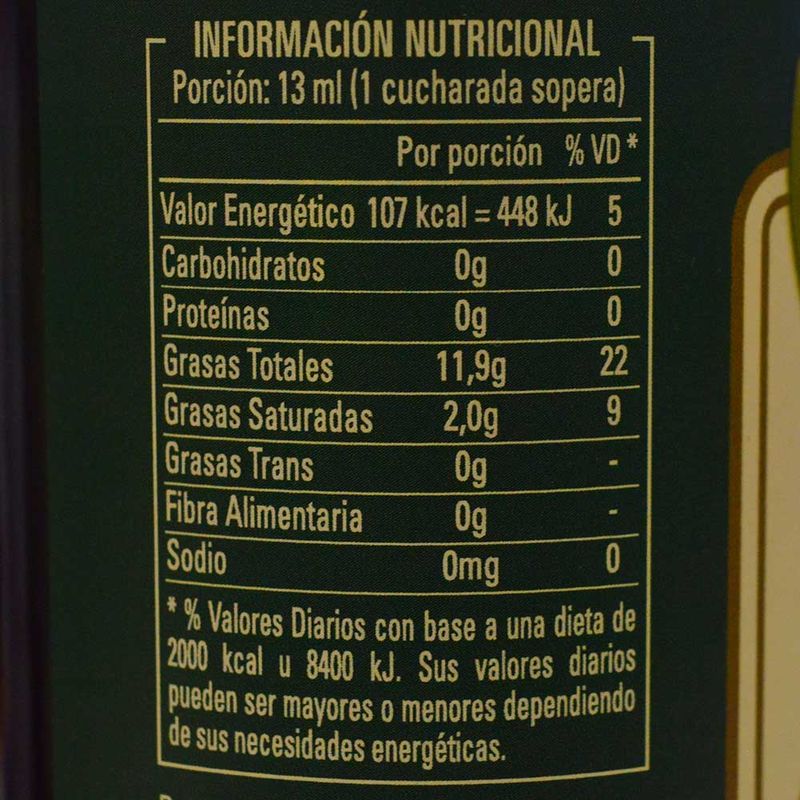 INFORMACIÓN NUTRICIONAL
Porción: 13 ml (1 cucharada sopera)
Por porción % VD *
Valor Energético 107 kcal = 448 kJ 5
Carbohidratos 0g 0
Proteínas 0g 0
Grasas Totales 11,9g 22
Grasas Saturadas 2,0g 9
Grasas Trans 0g -
Fibra Alimentaria 0g -
Sodio 0mg 0
* % Valores Diarios con base a una dieta de
2000 kcal u 8400 kJ. Sus valores diarios
pueden ser mayores o menores dependiendo
de sus necesidades energéticas.